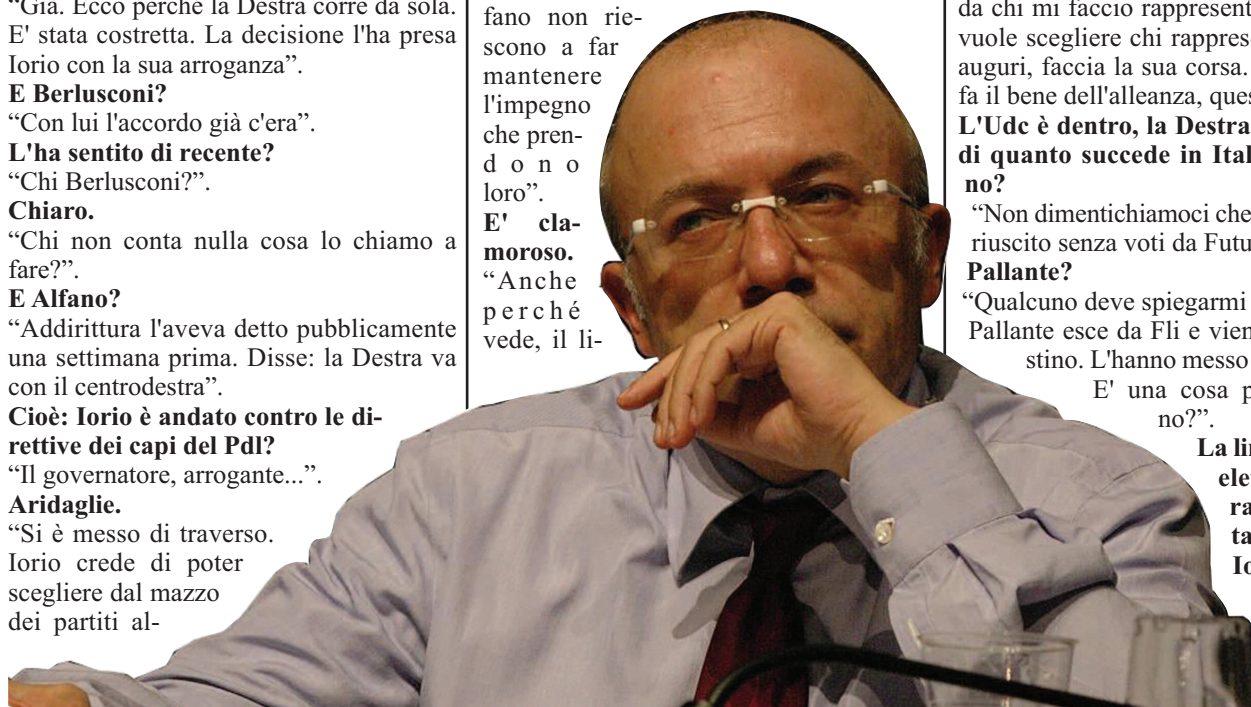 “Già. Ecco perché la Destra corre da sola.
E' stata costretta. La decisione l'ha presa
Iorio con la sua arroganza”.
E Berlusconi?
“Con lui l'accordo già c'era”.
L'ha sentito di recente?
“Chi Berlusconi?”.
Chiaro.
“Chi non conta nulla cosa lo chiamo a
fare?”.
E Alfano?
“Addirittura l'aveva detto pubblicamente
una settimana prima. Disse: la Destra va
con il centrodestra”.
Cioè: Iorio è andato contro le di-
rettive dei capi del Pdl?
“Il governatore, arrogante...”.
Aridaglie.
“Si è messo di traverso.
Iorio crede di poter
scegliere dal mazzo
dei partiti al-
fano non rie-
scono a far
mantenere
l'impegno
che pren-
dono
loro”.
E' cla-
moroso.
“Anche
perché
vede, il li-
da chi mi faccio rappresent
vuole scegliere chi rappres
auguri, faccia la sua corsa.
fa il bene dell'alleanza, ques
L'Udc è dentro, la Destra
di quanto succede in Ital
no?
“Non dimentichiamoci che
riuscito senza voti da Futu
Pallante?
“Qualcuno deve spiegarmi
Pallante esce da Fli e vien
stino. L'hanno messo
E' una cosa p
no?”.
La li
ele
ra
ta
Io